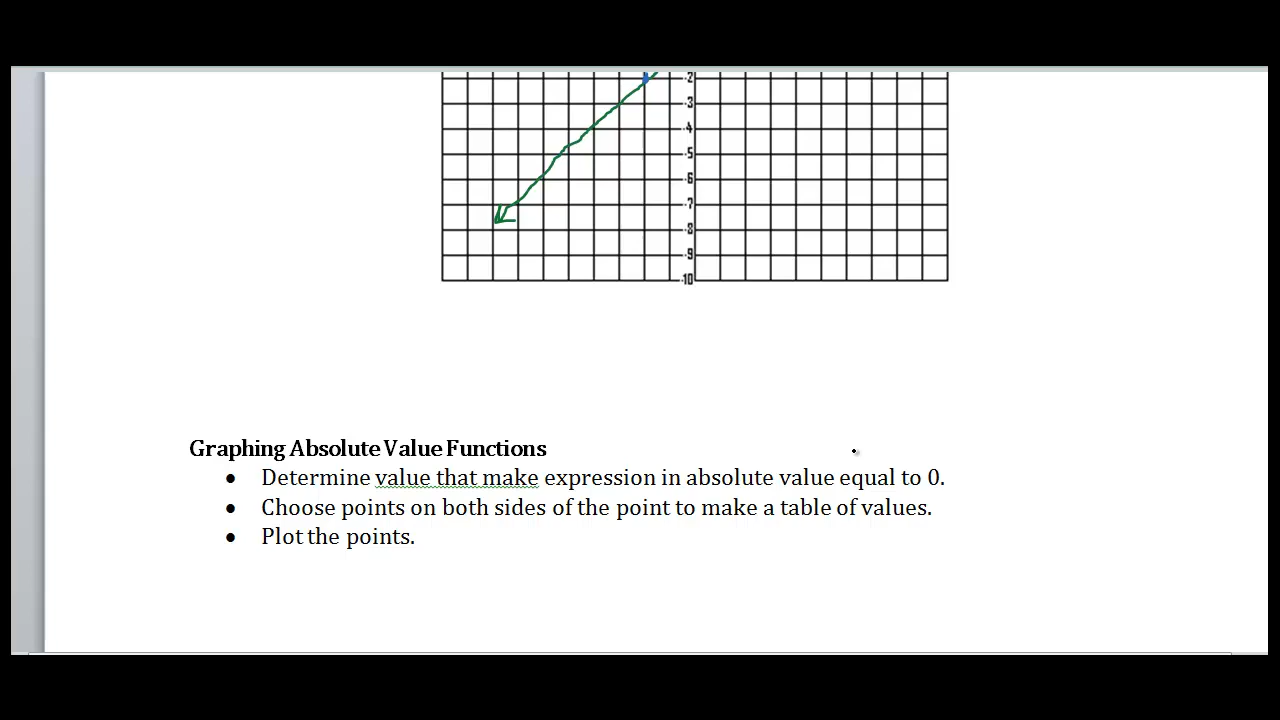 -2
-3
-4
-5
-6
-7
-8
-9
-10
Graphing Absolute Value Functions
• Determine value that make expression in absolute value equal to 0.
• Choose points on both sides of the point to make a table of values.
• Plot the points.